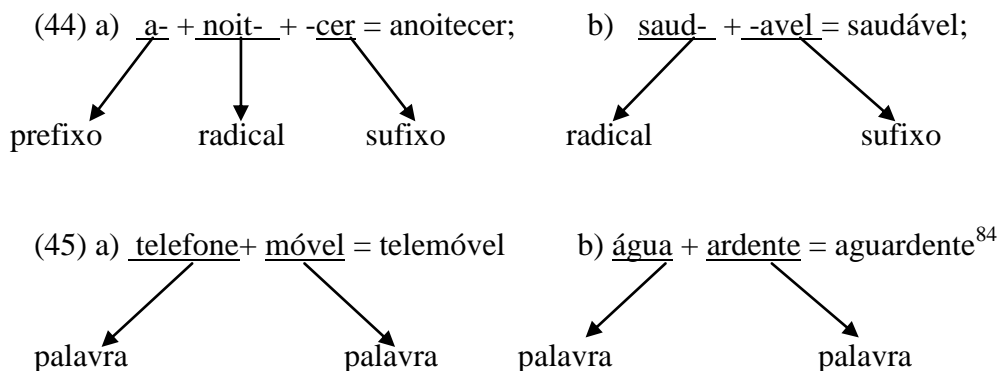 (44) a) a- + noit- + -cer = anoitecer; b) saud- + -avel = saudável;
prefixo radical sufixo radical sufixo
(45) a) telefone+ móvel = telemóvel b) água + ardente = aguardente84
palavra palavra palavra palavra